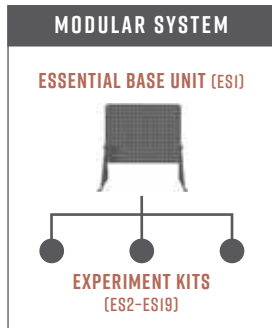 MODULAR SYSTEM
ESSENTIAL BASE UNIT (ES1)
EXPERIMENT KITS
(ES2–ES19)